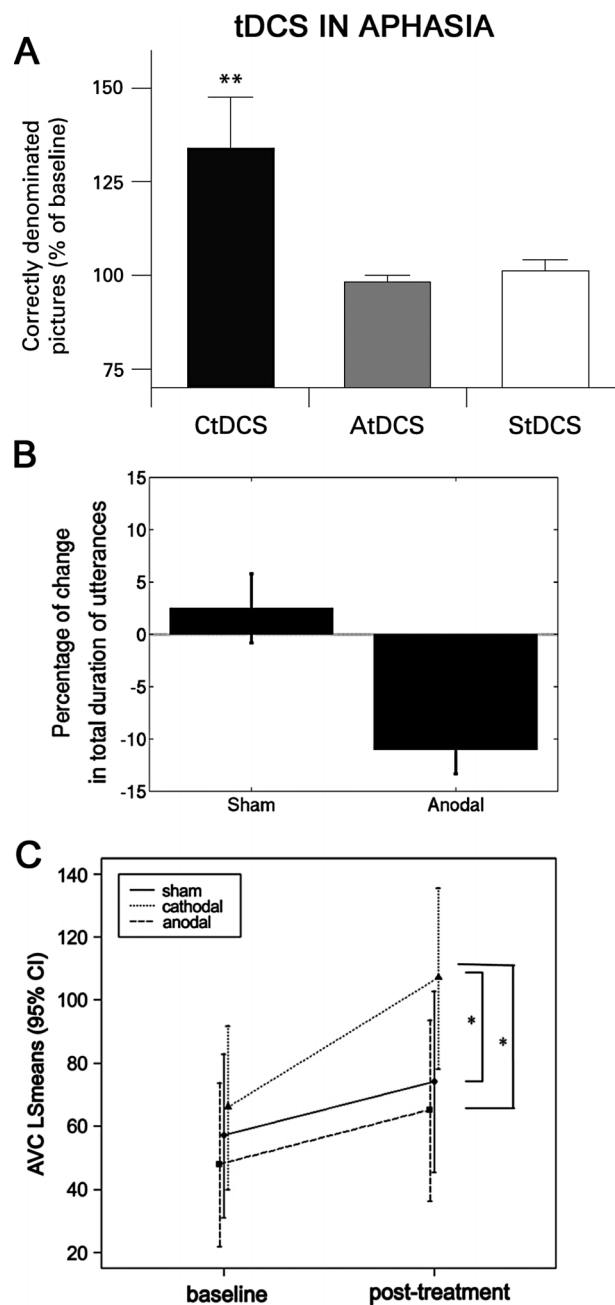 tDCS IN APHASIA
A
Correctly denominated
pictures (% of baseline)
150
125
100
75
**
CtDCS AtDCS StDCS
B
Percentage of change
in total duration of utterances
15
10
5
0
-5
-10
-15
Sham Anodal
C
AVC LSmeans (95% CI)
140
120
100
80
60
40
20
sham
cathodal
anodal
*
*
baseline post-treatment